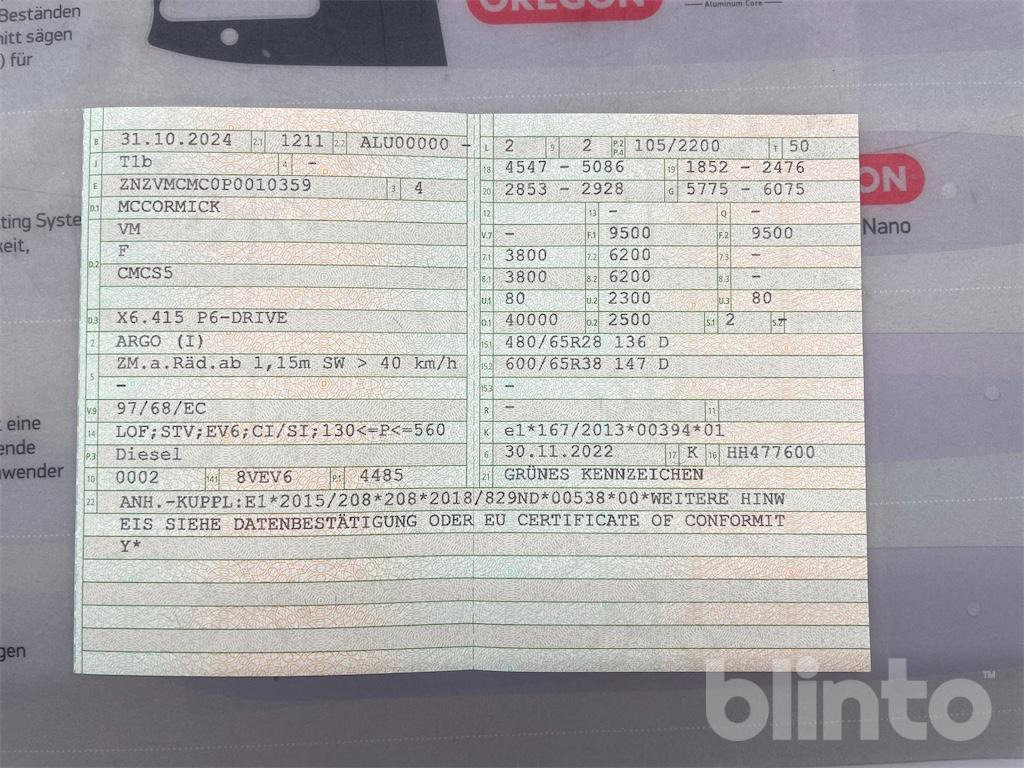 Beständen
nitt sägen
) für
OREGON
Aluminum Core
B 31.10.2024 2.1 1211 2.2 ALU00000 -
J T1b 4 -
E ZNZVMCMC0P0010359 3 4
D.1 MCCORMICK
VM
D.2 F
CMCS5
D.3 X6.415 P6-DRIVE
2 ARGO (I)
5 ZM.a.Räd.ab 1,15m SW > 40 km/h
-
V.9 97/68/EC
14 LOF;STV;EV6;CI/SI;130<=P<=560
P.3 Diesel
10 0002 14.1 8VEV6 P.1 4485
L 2 9 2 P.2 P.4 105/2200 T 50
18 4547 - 5086 19 1852 - 2476
20 2853 - 2928 G 5775 - 6075
12 13 - Q -
V.7 - F.1 9500 F.2 9500
7.1 3800 7.2 6200 7.3 -
8.1 3800 8.2 6200 8.3 -
U.1 80 U.2 2300 U.3 80
O.1 40000 O.2 2500 S.1 2 S.2 -
15.1 480/65R28 136 D
15.2 600/65R38 147 D
15.3 -
R - 11
K e1*167/2013*00394*01
6 30.11.2022 17 K 16 HH477600
21 GRÜNES KENNZEICHEN
22 ANH.-KUPPL:E1*2015/208*208*2018/829ND*00538*00*WEITERE HINW
EIS SIEHE DATENBESTÄTIGUNG ODER EU CERTIFICATE OF CONFORMIT
Y*
ting Syste
keit,
ON
Nano
eine
ende
nwender
gen
blinto™